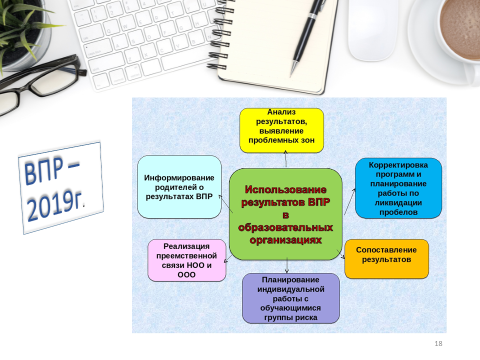 ВПР –
2019г.
Анализ
результатов,
выявление
проблемных зон
Информирование
родителей о
результатах ВПР
Корректировка
программ и
планирование
работы по
ликвидации
пробелов
Использование
результатов ВПР
в
образовательных
организациях
Реализация
преемственной
связи НОО и
ООО
Сопоставление
результатов
Планирование
индивидуальной
работы с
обучающимися
группы риска
18